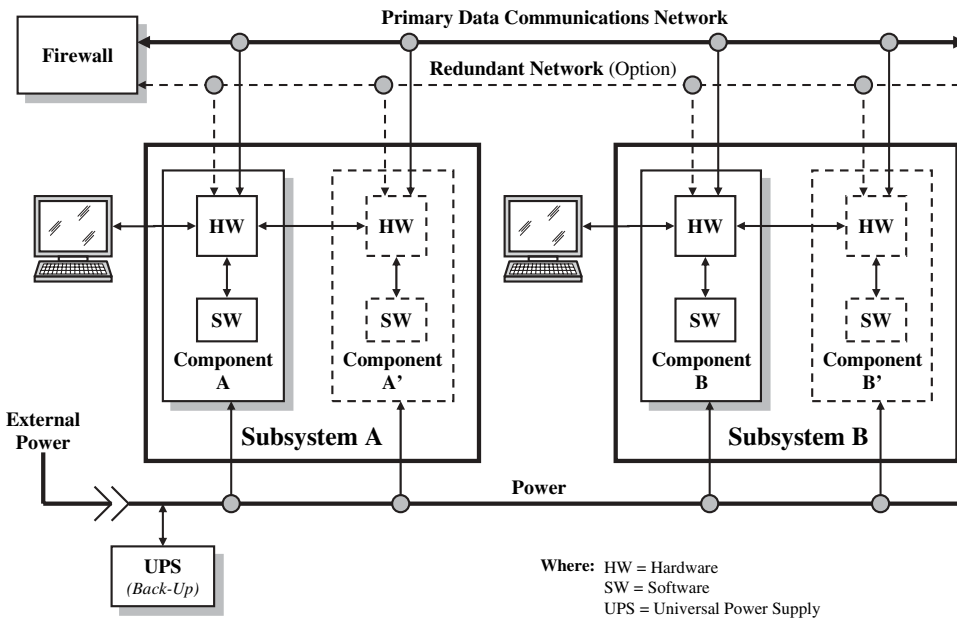 Primary Data Communications Network
Firewall
Redundant Network (Option)
HW
HW
HW
HW
SW
SW
SW
SW
Component
A
Component
A’
Component
B
Component
B’
External
Power
Subsystem A
Subsystem B
Power
UPS
(Back-Up)
Where: HW = Hardware
SW = Software
UPS = Universal Power Supply